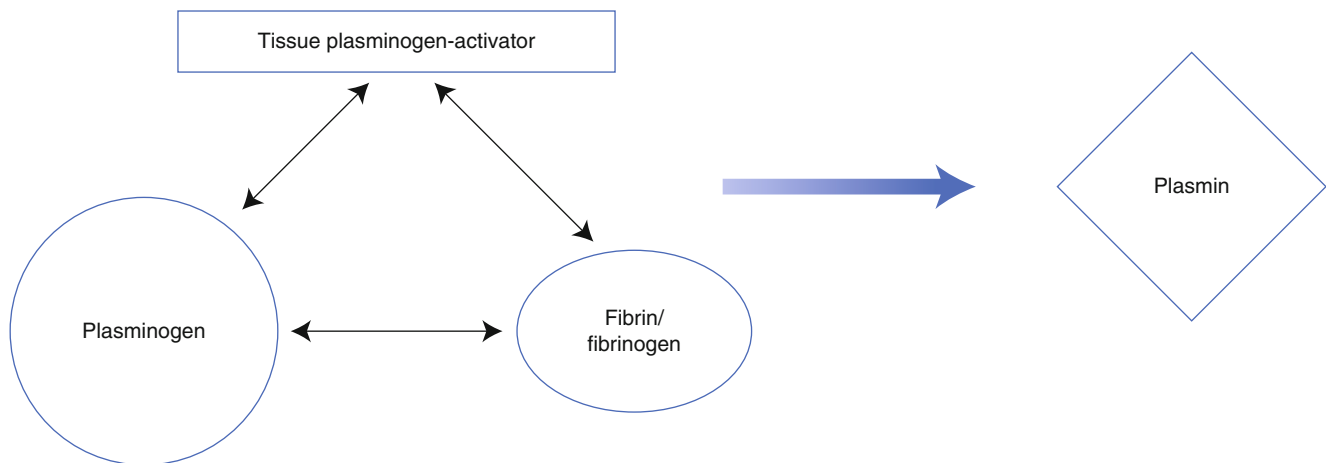 Tissue plasminogen-activator
Plasmin
Plasminogen
Fibrin/
fibrinogen